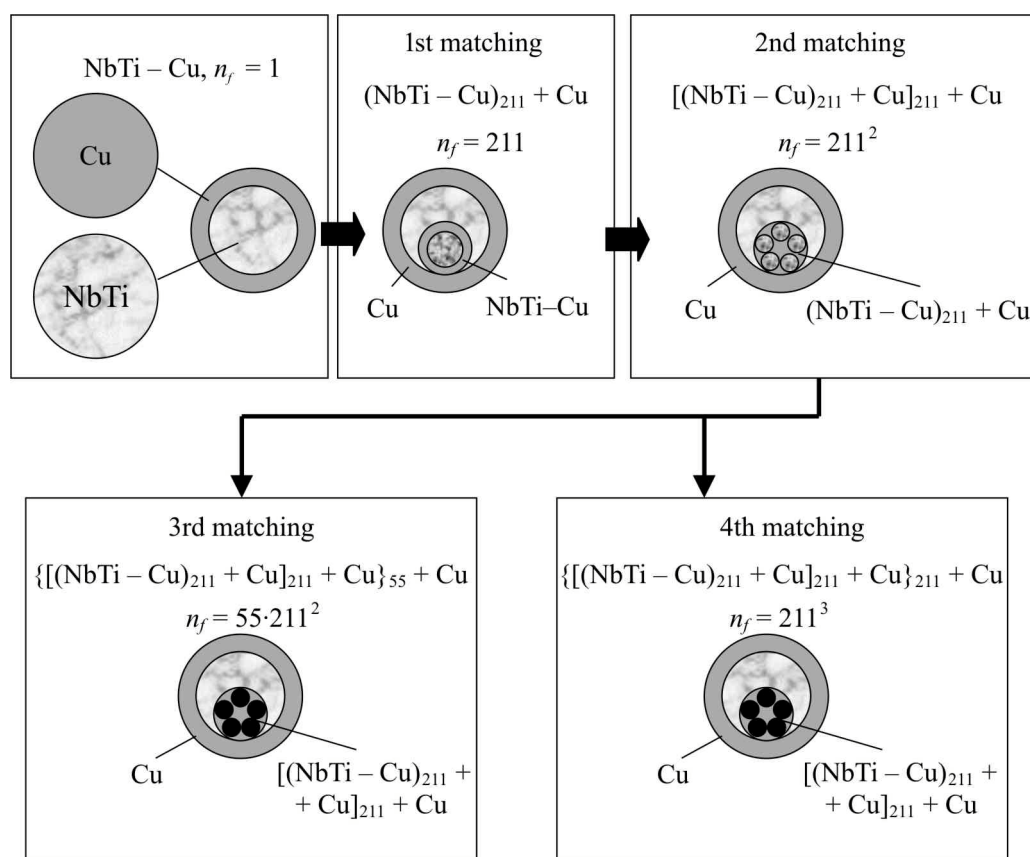 NbTi – Cu, n_f = 1
Cu
NbTi
1st matching
(NbTi – Cu)₂₁₁ + Cu
n_f = 211
Cu
NbTi–Cu
2nd matching
[(NbTi – Cu)₂₁₁ + Cu]₂₁₁ + Cu
n_f = 211²
Cu
(NbTi – Cu)₂₁₁ + Cu
3rd matching
{[(NbTi – Cu)₂₁₁ + Cu]₂₁₁ + Cu}₅₅ + Cu
n_f = 55·211²
Cu
[(NbTi – Cu)₂₁₁ +
+ Cu]₂₁₁ + Cu
4th matching
{[(NbTi – Cu)₂₁₁ + Cu]₂₁₁ + Cu}₂₁₁ + Cu
n_f = 211³
Cu
[(NbTi – Cu)₂₁₁ +
+ Cu]₂₁₁ + Cu